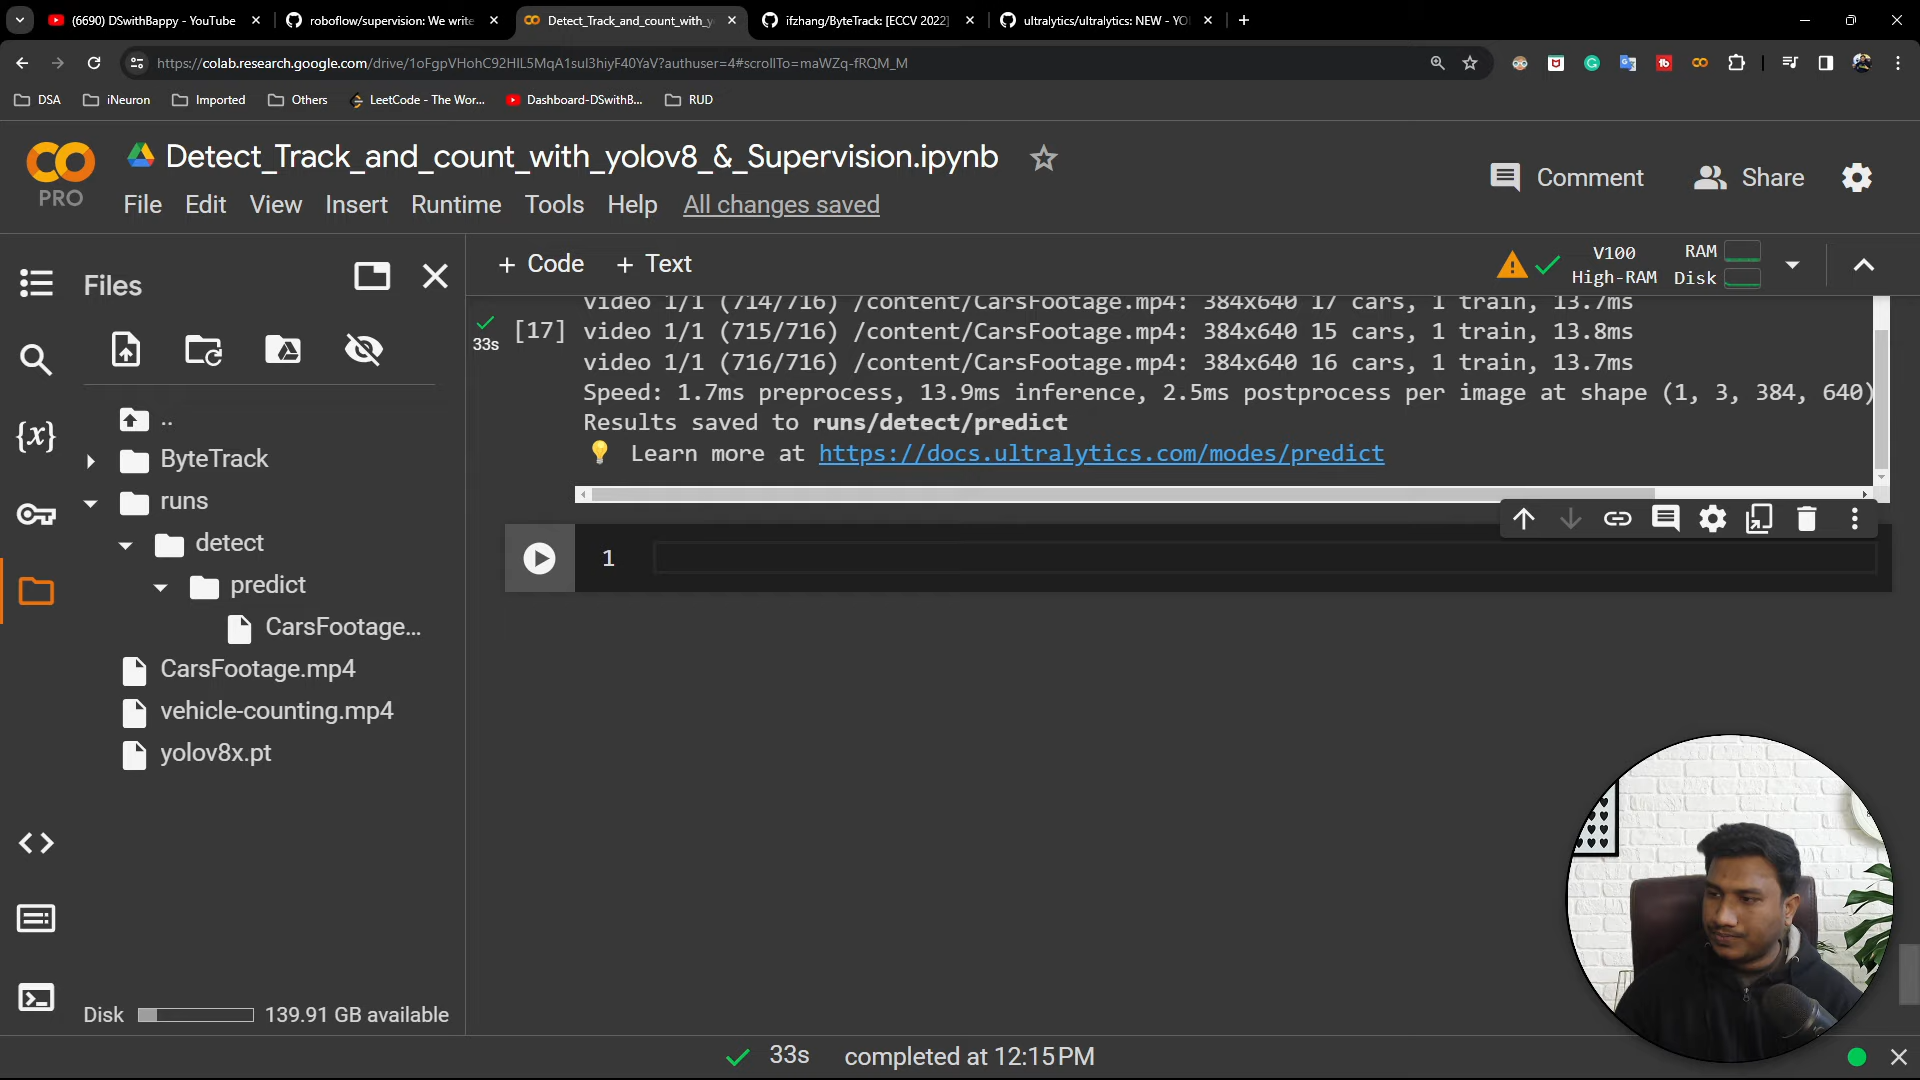 (6690) DSwithBappy - YouTube
roboflow/supervision: We write
Detect_Track_and_count_with_y
ifzhang/ByteTrack: [ECCV 2022]
ultralytics/ultralytics: NEW - YO
https://colab.research.google.com/drive/1oFgpVHohC92HIL5MqA1sul3hiyF40YaV?authuser=4#scrollTo=maWZq-fRQM_M
DSA
iNeuron
Imported
Others
LeetCode - The Wor...
Dashboard-DSwithB...
RUD
PRO
Detect_Track_and_count_with_yolov8_&_Supervision.ipynb
Comment
Share
File Edit View Insert Runtime Tools Help All changes saved
Files
+ Code + Text
V100
High-RAM
RAM
Disk
video 1/1 (714/716) /content/CarsFootage.mp4: 384x640 17 cars, 1 train, 13.7ms
33s
[17]
video 1/1 (715/716) /content/CarsFootage.mp4: 384x640 15 cars, 1 train, 13.8ms
video 1/1 (716/716) /content/CarsFootage.mp4: 384x640 16 cars, 1 train, 13.7ms
Speed: 1.7ms preprocess, 13.9ms inference, 2.5ms postprocess per image at shape (1, 3, 384, 640)
Results saved to runs/detect/predict
Learn more at https://docs.ultralytics.com/modes/predict
1
..
ByteTrack
runs
detect
predict
CarsFootage...
CarsFootage.mp4
vehicle-counting.mp4
yolov8x.pt
{x}
Disk
139.91 GB available
33s completed at 12:15 PM